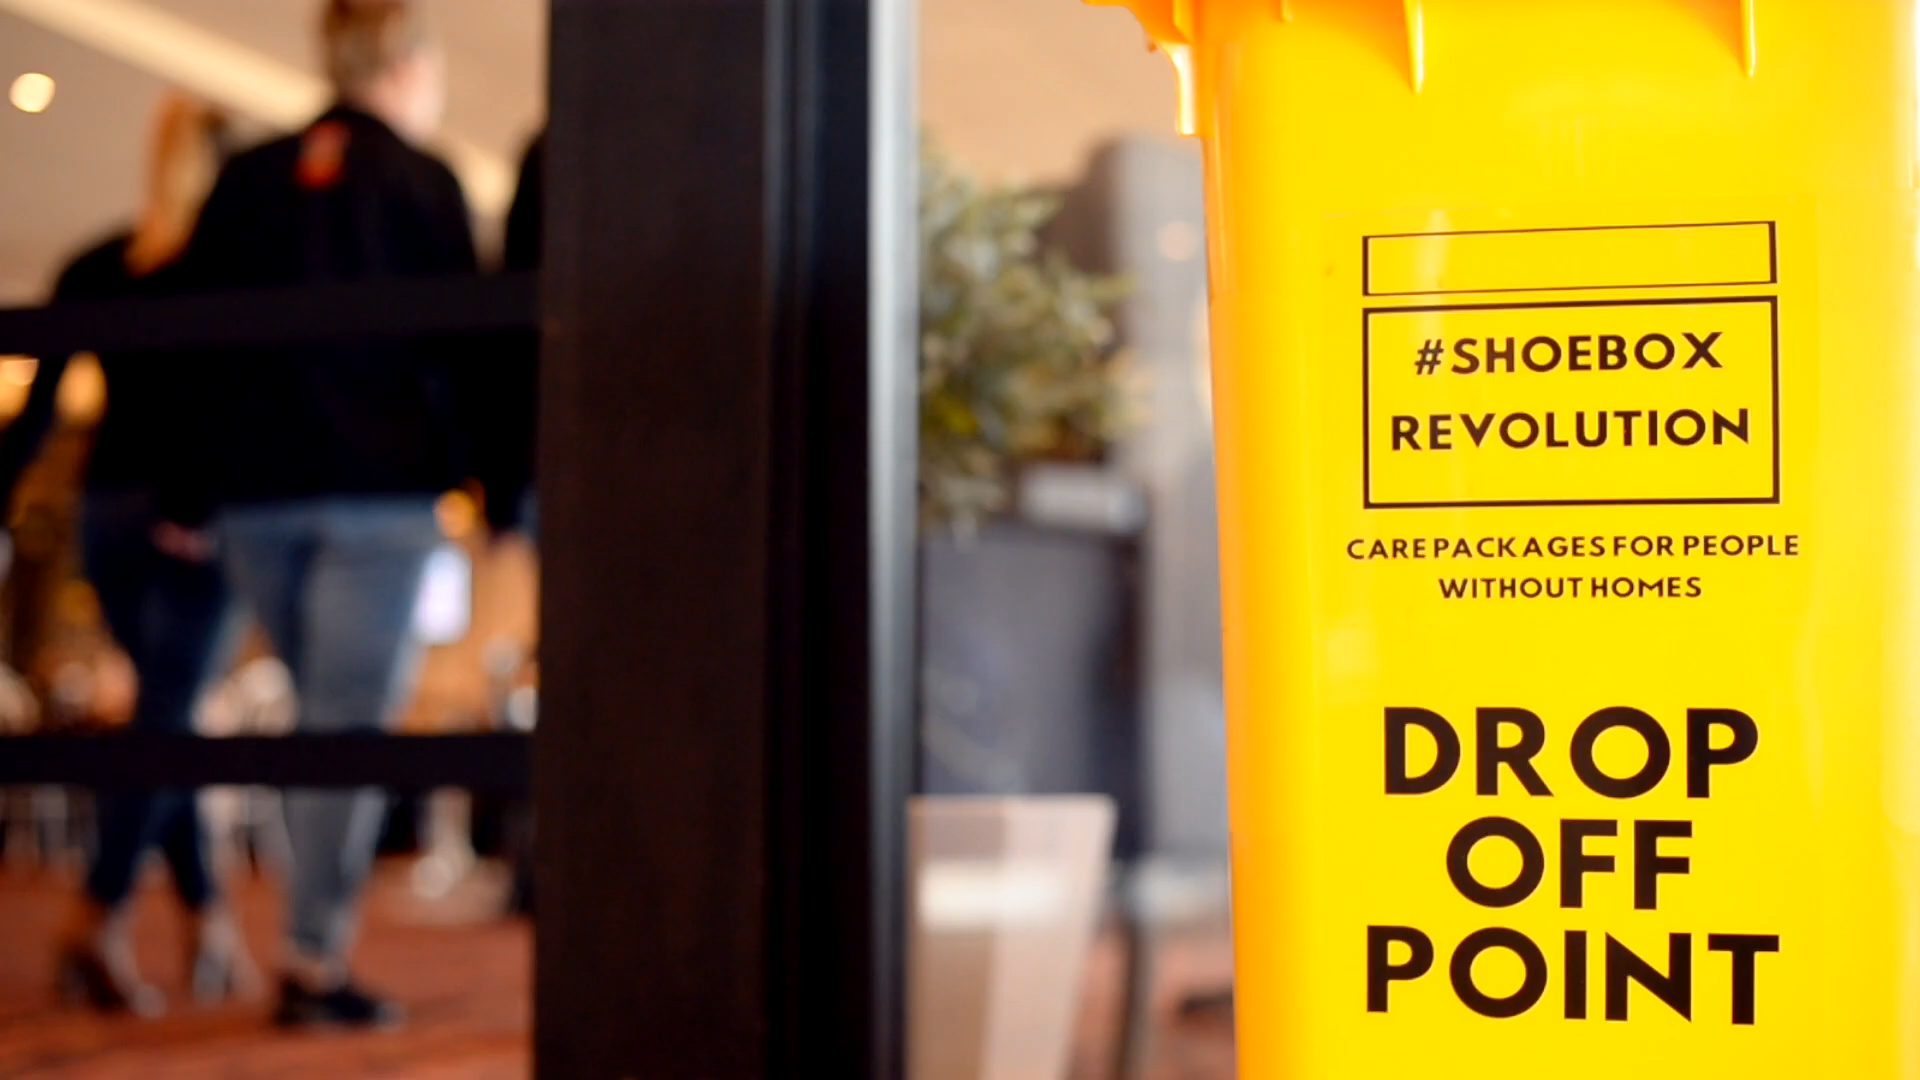 #SHOEBOX
REVOLUTION
CARE PACKAGES FOR PEOPLE
WITHOUT HOMES
DROP
OFF
POINT